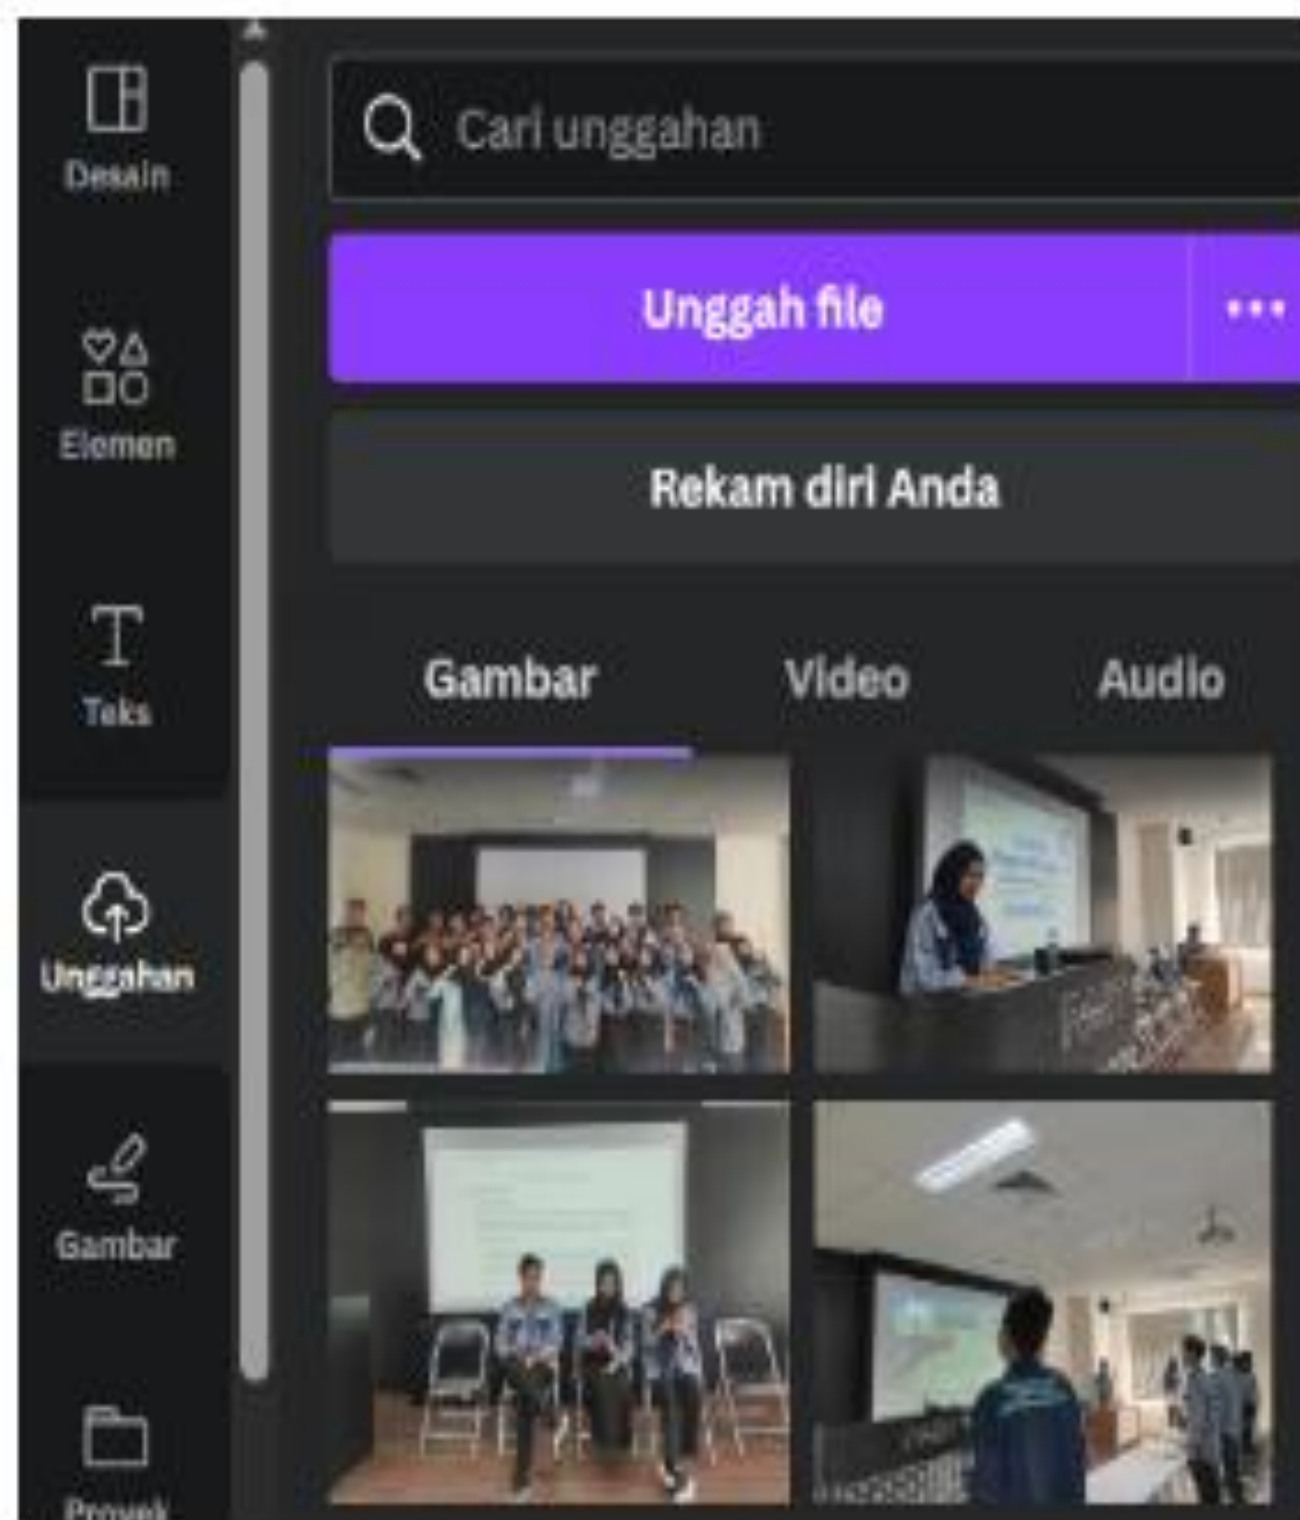 Desain
Elemen
Teks
Unggahan
Gambar
Proyek
Cari unggahan
Unggah file
Rekam diri Anda
Gambar Video Audio